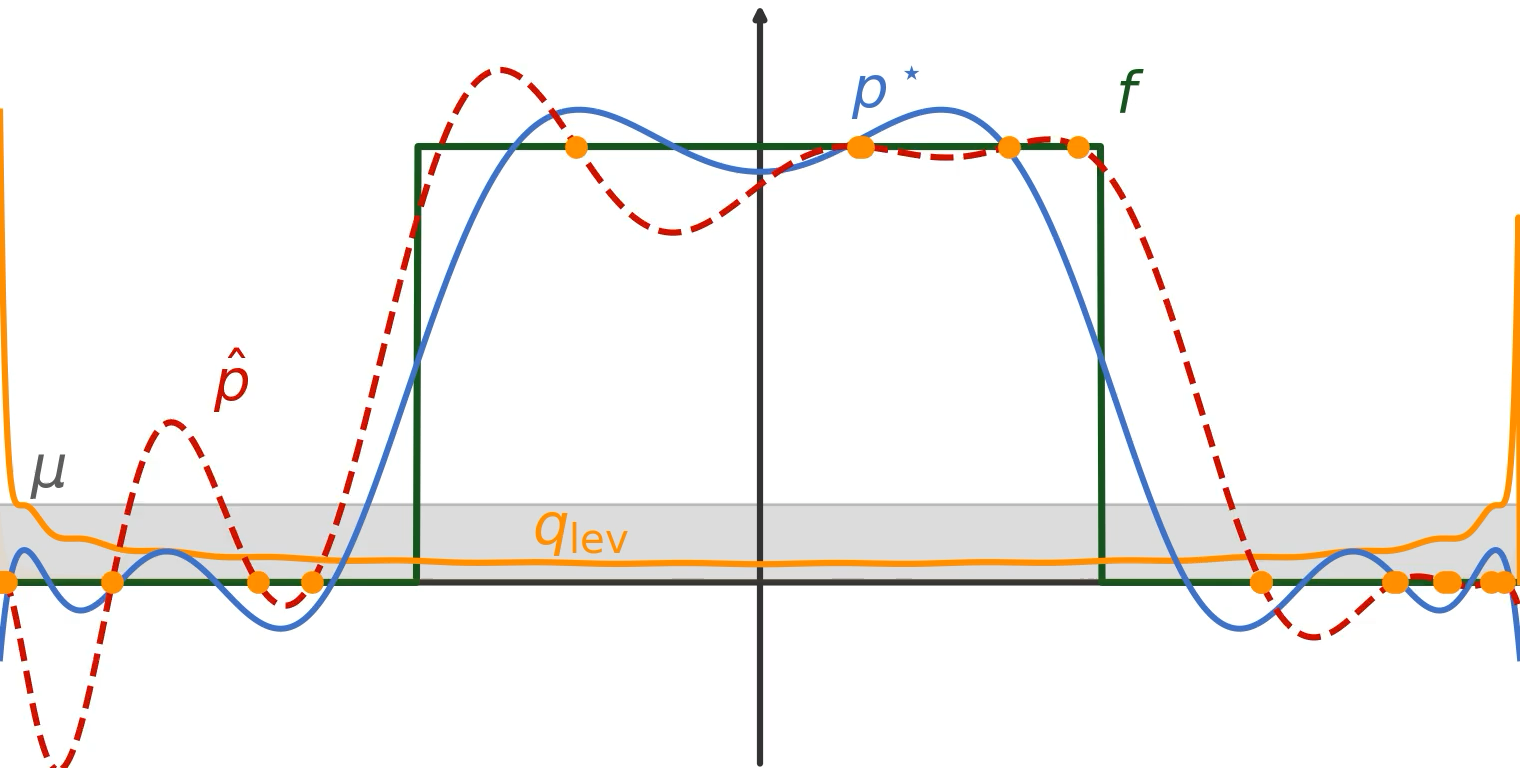 p ⋆
f
p̂
μ
q_lev